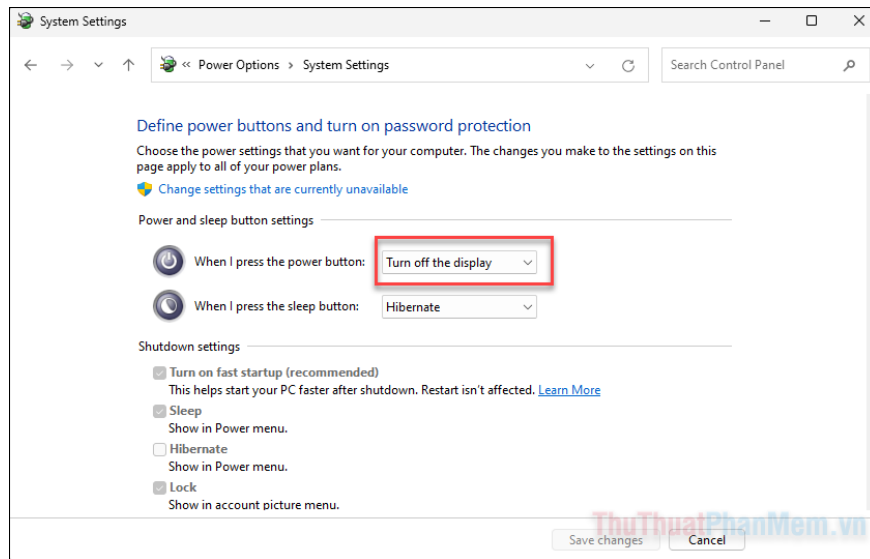 System Settings
« Power Options > System Settings
Search Control Panel
Define power buttons and turn on password protection
Choose the power settings that you want for your computer. The changes you make to the settings on this
page apply to all of your power plans.
Change settings that are currently unavailable
Power and sleep button settings
When I press the power button: Turn off the display
When I press the sleep button: Hibernate
Shutdown settings
Turn on fast startup (recommended)
This helps start your PC faster after shutdown. Restart isn't affected. Learn More
Sleep
Show in Power menu.
Hibernate
Show in Power menu.
Lock
Show in account picture menu.
ThuThuatPhanMem.vn
Save changes Cancel